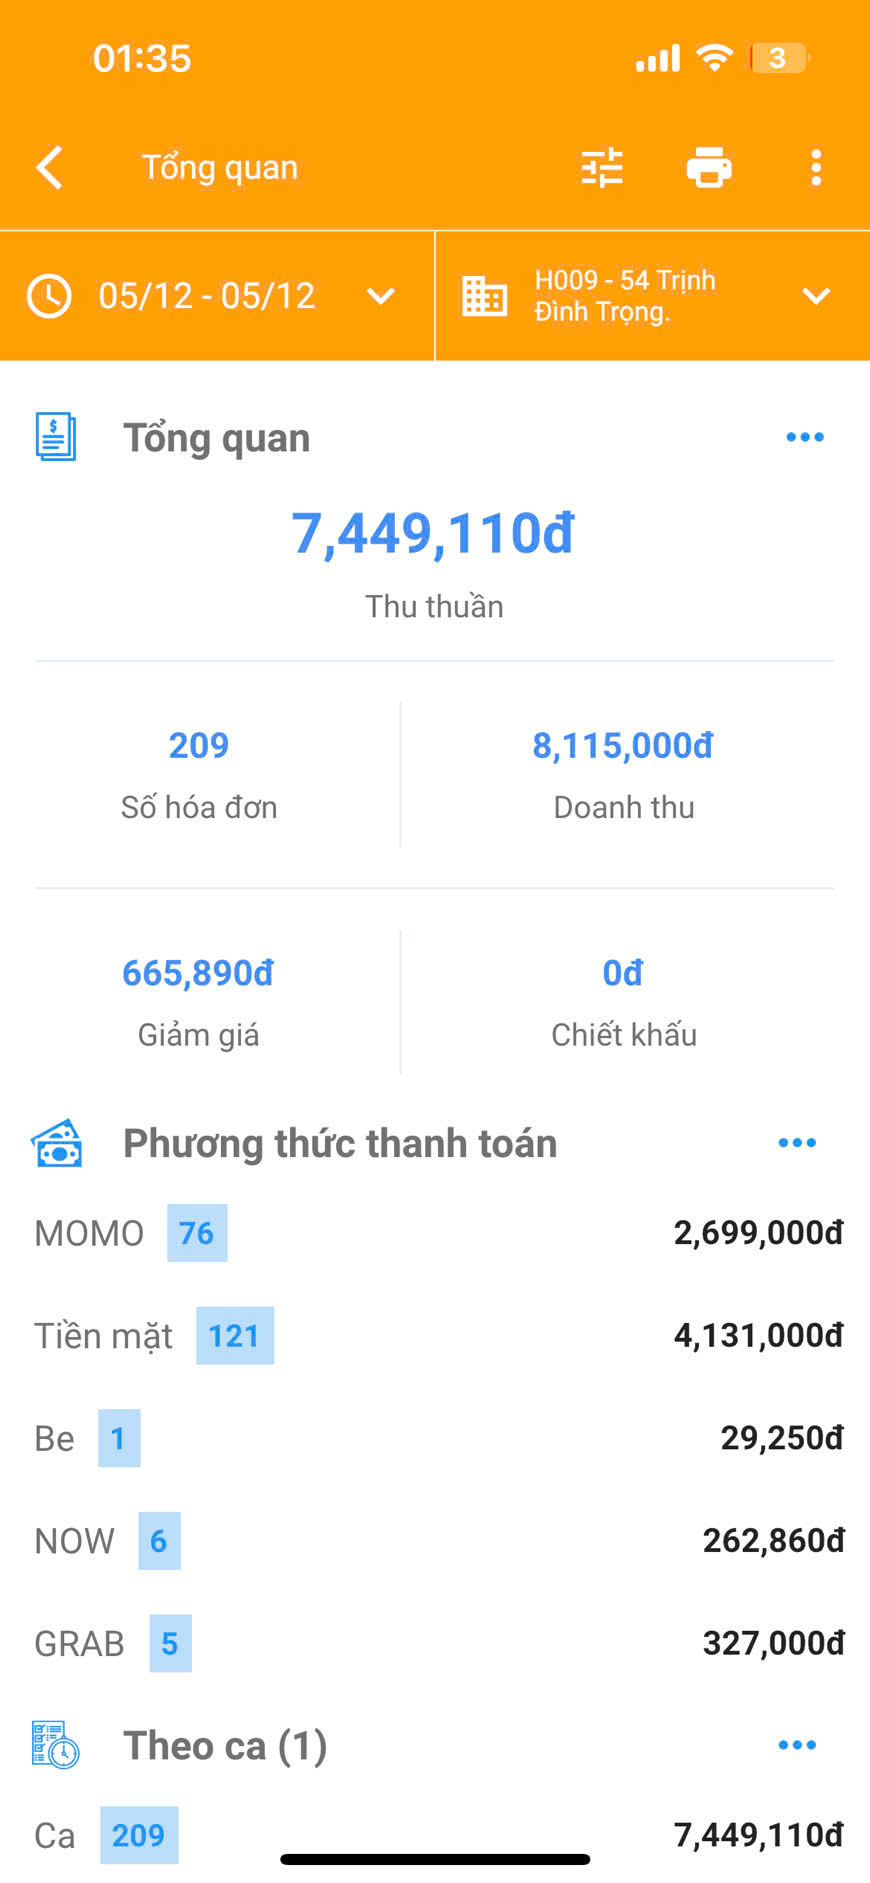 01:35
3
Tổng quan
05/12 - 05/12
H009 - 54 Trịnh
Đình Trọng.
Tổng quan
7,449,110đ
Thu thuần
209
8,115,000đ
Số hóa đơn
Doanh thu
665,890đ
0đ
Giảm giá
Chiết khấu
Phương thức thanh toán
MOMO 76 2,699,000đ
Tiền mặt 121 4,131,000đ
Be 1 29,250đ
NOW 6 262,860đ
GRAB 5 327,000đ
Theo ca (1)
Ca 209 7,449,110đ